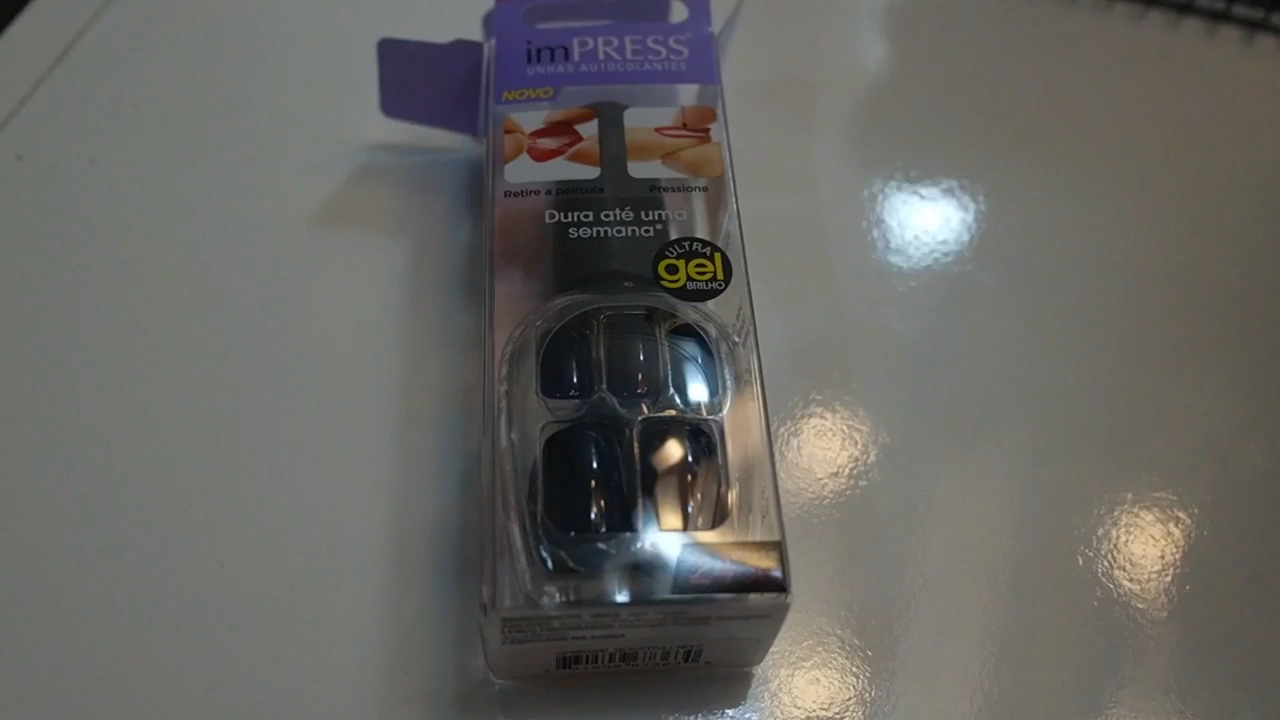 imPRESS
UNHAS AUTOCOLANTES
NOVO
Retire a película
Pressione
Dura até uma
semana*
ULTRA
gel
BRILHO